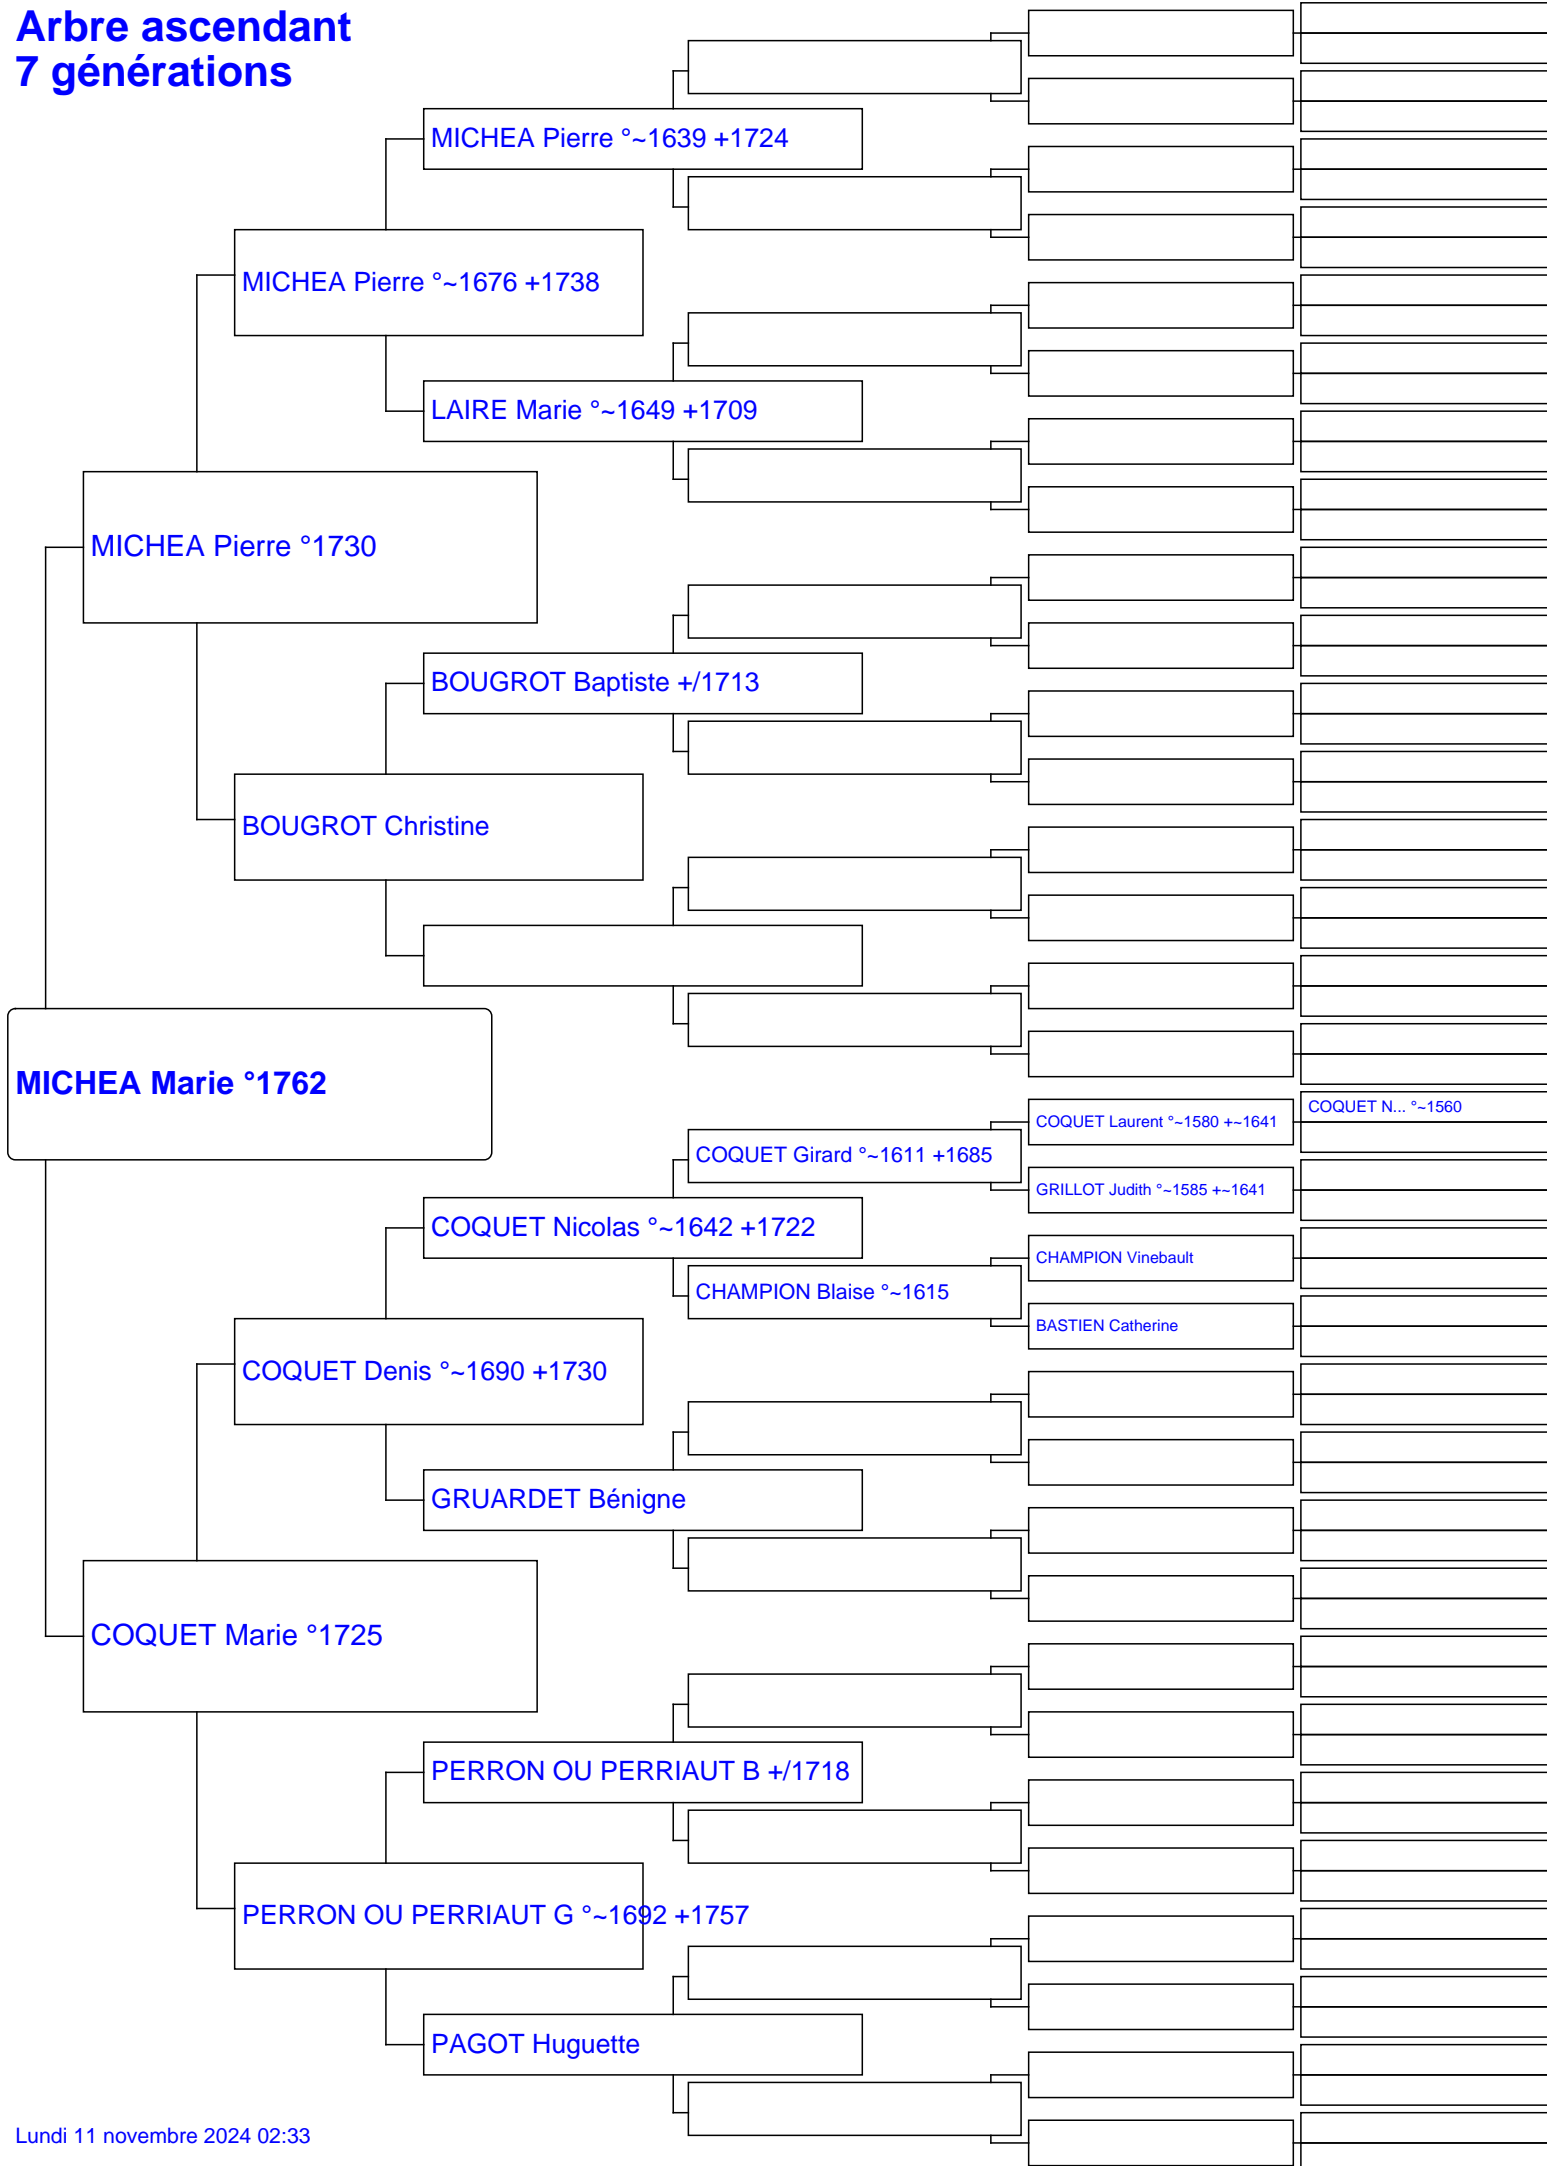 Arbre ascendant
7 générations
MICHEA Pierre °~1639 +1724
MICHEA Pierre °~1676 +1738
LAIRE Marie °~1649 +1709
MICHEA Pierre °1730
BOUGROT Baptiste +/1713
BOUGROT Christine
MICHEA Marie °1762
COQUET N... °~1560
COQUET Laurent °~1580 +~1641
COQUET Girard °~1611 +1685
GRILLOT Judith °~1585 +~1641
COQUET Nicolas °~1642 +1722
CHAMPION Vinebault
CHAMPION Blaise °~1615
BASTIEN Catherine
COQUET Denis °~1690 +1730
GRUARDET Bénigne
COQUET Marie °1725
PERRON OU PERRIAUT B +/1718
PERRON OU PERRIAUT G °~1692 +1757
PAGOT Huguette
Lundi 11 novembre 2024 02:33